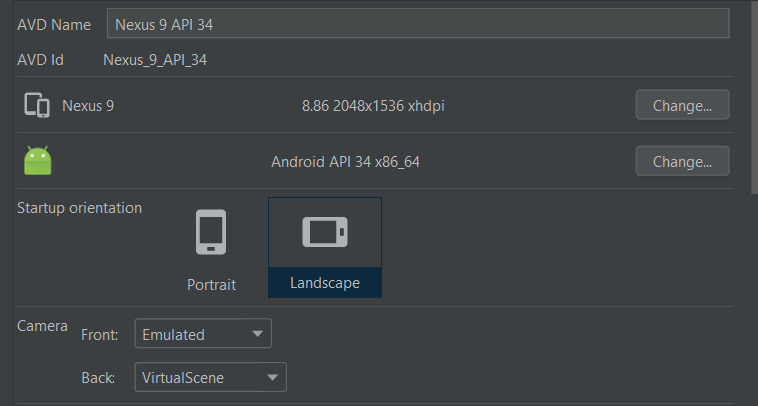 AVD Name Nexus 9 API 34
AVD Id Nexus_9_API_34
Nexus 9 8.86 2048x1536 xhdpi Change...
Android API 34 x86_64 Change...
Startup orientation
Portrait Landscape
Camera Front: Emulated
Back: VirtualScene